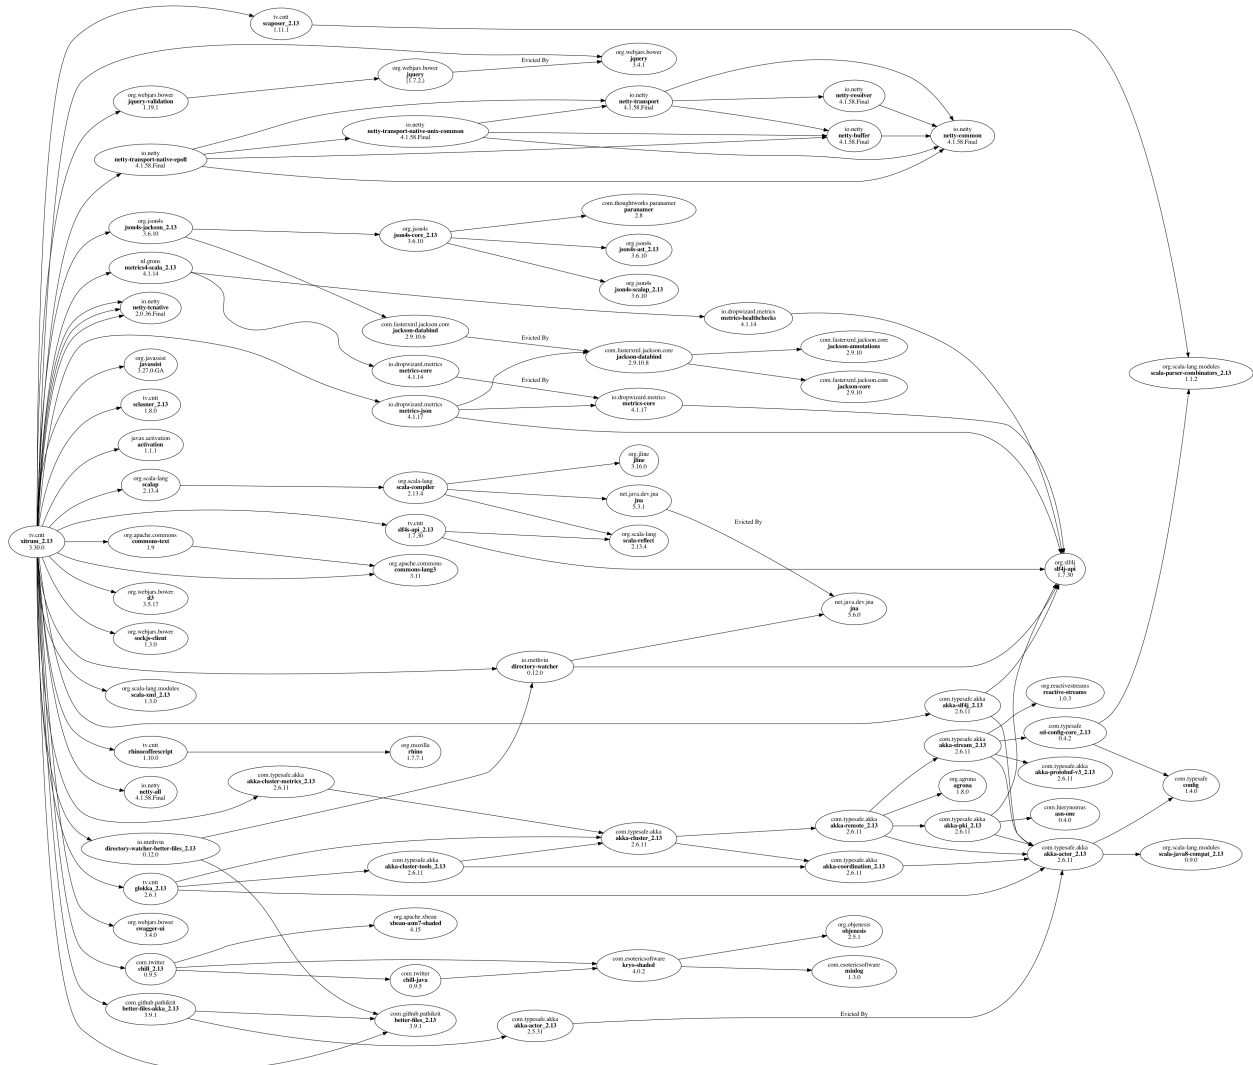 tv.cntt
scaposer_2.13
1.11.1
org.webjars.bower
jquery
3.4.1
Evicted By
org.webjars.bower
jquery
[1.7.2,)
org.webjars.bower
jquery-validation
1.19.1
io.netty
netty-transport
4.1.58.Final
io.netty
netty-resolver
4.1.58.Final
io.netty
netty-transport-native-unix-common
4.1.58.Final
io.netty
netty-buffer
4.1.58.Final
io.netty
netty-common
4.1.58.Final
io.netty
netty-transport-native-epoll
4.1.58.Final
com.thoughtworks.paranamer
paranamer
2.8
org.json4s
json4s-jackson_2.13
3.6.10
org.json4s
json4s-core_2.13
3.6.10
org.json4s
json4s-ast_2.13
3.6.10
nl.grons
metrics4-scala_2.13
4.1.14
org.json4s
json4s-scalap_2.13
3.6.10
io.netty
netty-tcnative
2.0.36.Final
io.dropwizard.metrics
metrics-healthchecks
4.1.14
com.fasterxml.jackson.core
jackson-databind
2.9.10.6
Evicted By
com.fasterxml.jackson.core
jackson-databind
2.9.10.8
com.fasterxml.jackson.core
jackson-annotations
2.9.10
org.javassist
javassist
3.27.0-GA
io.dropwizard.metrics
metrics-core
4.1.14
Evicted By
com.fasterxml.jackson.core
jackson-core
2.9.10
org.scala-lang.modules
scala-parser-combinators_2.13
1.1.2
tv.cntt
sclasner_2.13
1.8.0
io.dropwizard.metrics
metrics-json
4.1.17
io.dropwizard.metrics
metrics-core
4.1.17
javax.activation
activation
1.1.1
org.jline
jline
3.16.0
org.scala-lang
scalap
2.13.4
org.scala-lang
scala-compiler
2.13.4
net.java.dev.jna
jna
5.3.1
Evicted By
tv.cntt
xitrum_2.13
3.30.0
org.apache.commons
commons-text
1.9
tv.cntt
slf4s-api_2.13
1.7.30
org.scala-lang
scala-reflect
2.13.4
org.apache.commons
commons-lang3
3.11
org.slf4j
slf4j-api
1.7.30
org.webjars.bower
d3
3.5.17
net.java.dev.jna
jna
5.6.0
org.webjars.bower
sockjs-client
1.3.0
io.methvin
directory-watcher
0.12.0
org.scala-lang.modules
scala-xml_2.13
1.3.0
org.reactivestreams
reactive-streams
1.0.3
com.typesafe.akka
akka-slf4j_2.13
2.6.11
com.typesafe
ssl-config-core_2.13
0.4.2
tv.cntt
rhinocoffeescript
1.10.0
org.mozilla
rhino
1.7.7.1
com.typesafe.akka
akka-stream_2.13
2.6.11
com.typesafe.akka
akka-protobuf-v3_2.13
2.6.11
io.netty
netty-all
4.1.58.Final
com.typesafe.akka
akka-cluster-metrics_2.13
2.6.11
org.agrona
agrona
1.8.0
com.typesafe
config
1.4.0
com.hierynomus
asn-one
0.4.0
com.typesafe.akka
akka-remote_2.13
2.6.11
com.typesafe.akka
akka-pki_2.13
2.6.11
io.methvin
directory-watcher-better-files_2.13
0.12.0
com.typesafe.akka
akka-cluster_2.13
2.6.11
com.typesafe.akka
akka-actor_2.13
2.6.11
org.scala-lang.modules
scala-java8-compat_2.13
0.9.0
com.typesafe.akka
akka-cluster-tools_2.13
2.6.11
com.typesafe.akka
akka-coordination_2.13
2.6.11
tv.cntt
glokka_2.13
2.6.1
org.webjars.bower
swagger-ui
3.4.0
org.apache.xbean
xbean-asm7-shaded
4.15
org.objenesis
objenesis
2.5.1
com.twitter
chill_2.13
0.9.5
com.twitter
chill-java
0.9.5
com.esotericsoftware
kryo-shaded
4.0.2
com.esotericsoftware
minlog
1.3.0
com.github.pathikrit
better-files-akka_2.13
3.9.1
com.github.pathikrit
better-files_2.13
3.9.1
com.typesafe.akka
akka-actor_2.13
2.5.31
Evicted By